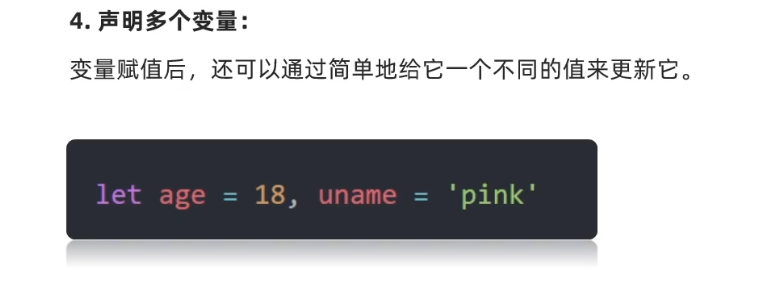 4. 声明多个变量：
变量赋值后，还可以通过简单地给它一个不同的值来更新它。
let age = 18, uname = 'pink'